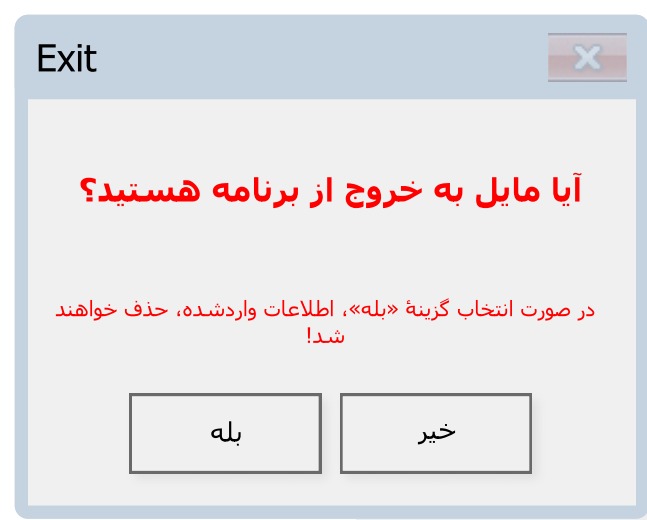 Exit
آیا مایل به خروج از برنامه هستید؟
در صورت انتخاب گزینهٔ «بله»، اطلاعات واردشده، حذف خواهند
شد!
خیر
بله